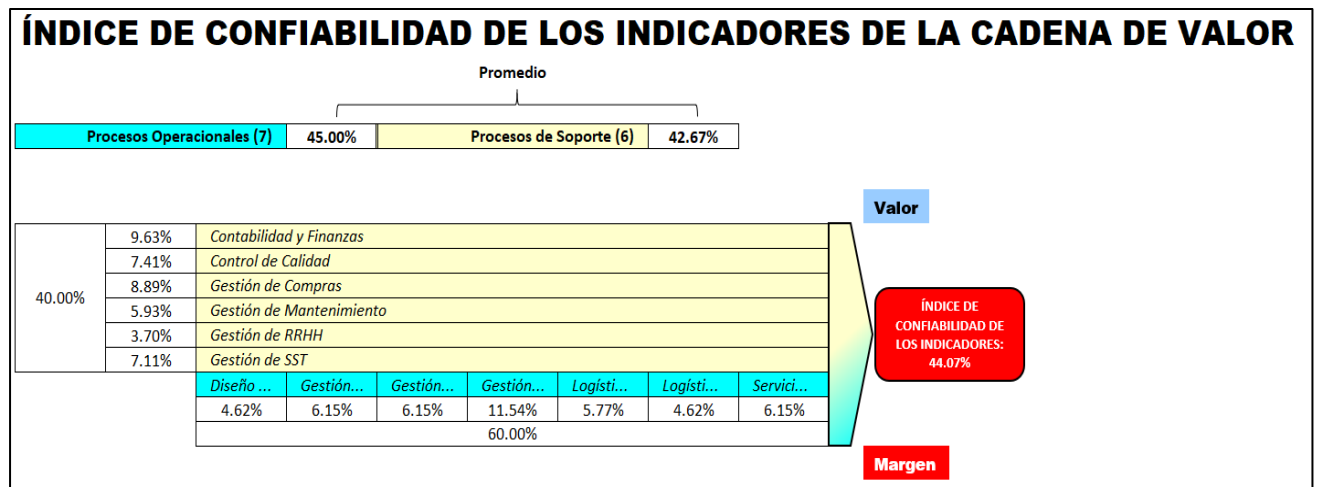 ÍNDICE DE CONFIABILIDAD DE LOS INDICADORES DE LA CADENA DE VALOR
Promedio
Procesos Operacionales (7) 45.00% Procesos de Soporte (6) 42.67%
Valor
40.00%
9.63% Contabilidad y Finanzas
7.41% Control de Calidad
8.89% Gestión de Compras
5.93% Gestión de Mantenimiento
3.70% Gestión de RRHH
7.11% Gestión de SST
ÍNDICE DE
CONFIABILIDAD DE
LOS INDICADORES:
44.07%
Diseño ... Gestión... Gestión... Gestión... Logísti... Logísti... Servici...
4.62% 6.15% 6.15% 11.54% 5.77% 4.62% 6.15%
60.00%
Margen